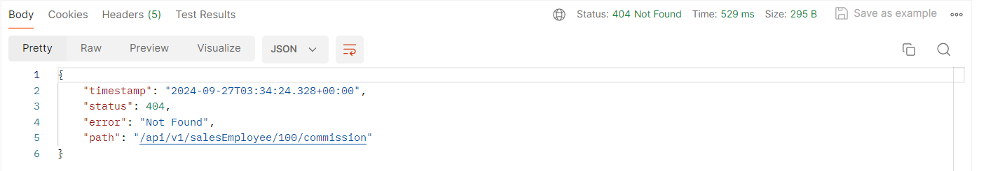 Body Cookies Headers (5) Test Results Status: 404 Not Found Time: 529 ms Size: 295 B Save as example
Pretty Raw Preview Visualize JSON
1 {
2 "timestamp": "2024-09-27T03:34:24.328+00:00",
3 "status": 404,
4 "error": "Not Found",
5 "path": "/api/v1/salesEmployee/100/commission"
6 }